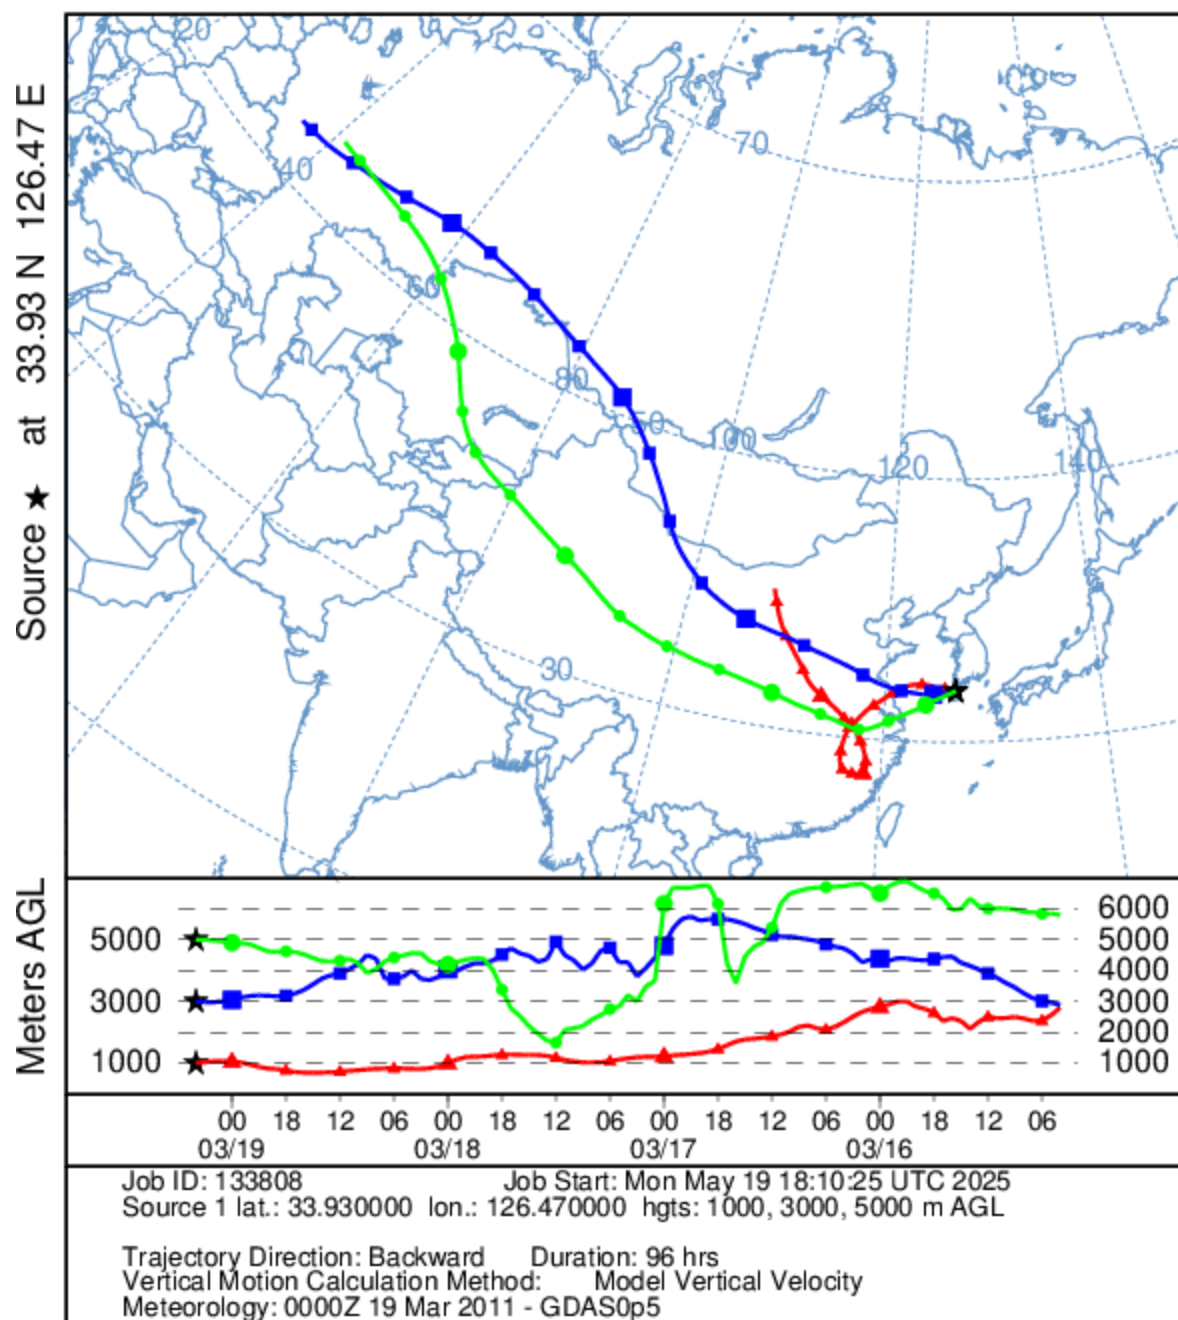 Source ★ at 33.93 N 126.47 E
20
40
60
70
80
50
100
120
140
30
Meters AGL
5000
3000
1000
6000
5000
4000
3000
2000
1000
00 18 12 06 00 18 12 06 00 18 12 06 00 18 12 06
03/19 03/18 03/17 03/16
Job ID: 133808 Job Start: Mon May 19 18:10:25 UTC 2025
Source 1 lat.: 33.930000 lon.: 126.470000 hgts: 1000, 3000, 5000 m AGL
Trajectory Direction: Backward Duration: 96 hrs
Vertical Motion Calculation Method: Model Vertical Velocity
Meteorology: 0000Z 19 Mar 2011 - GDAS0p5